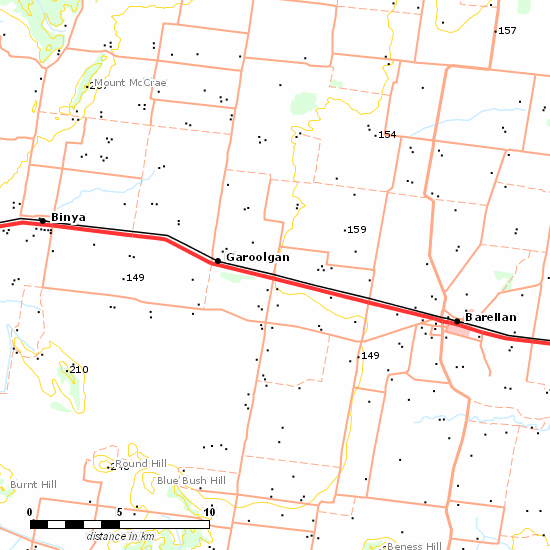 157
Mount McCrae
154
Binya
159
Garoolgan
149
Barellan
149
210
Round Hill
Blue Bush Hill
Burnt Hill
0 5 10
distance in km
Beness Hill